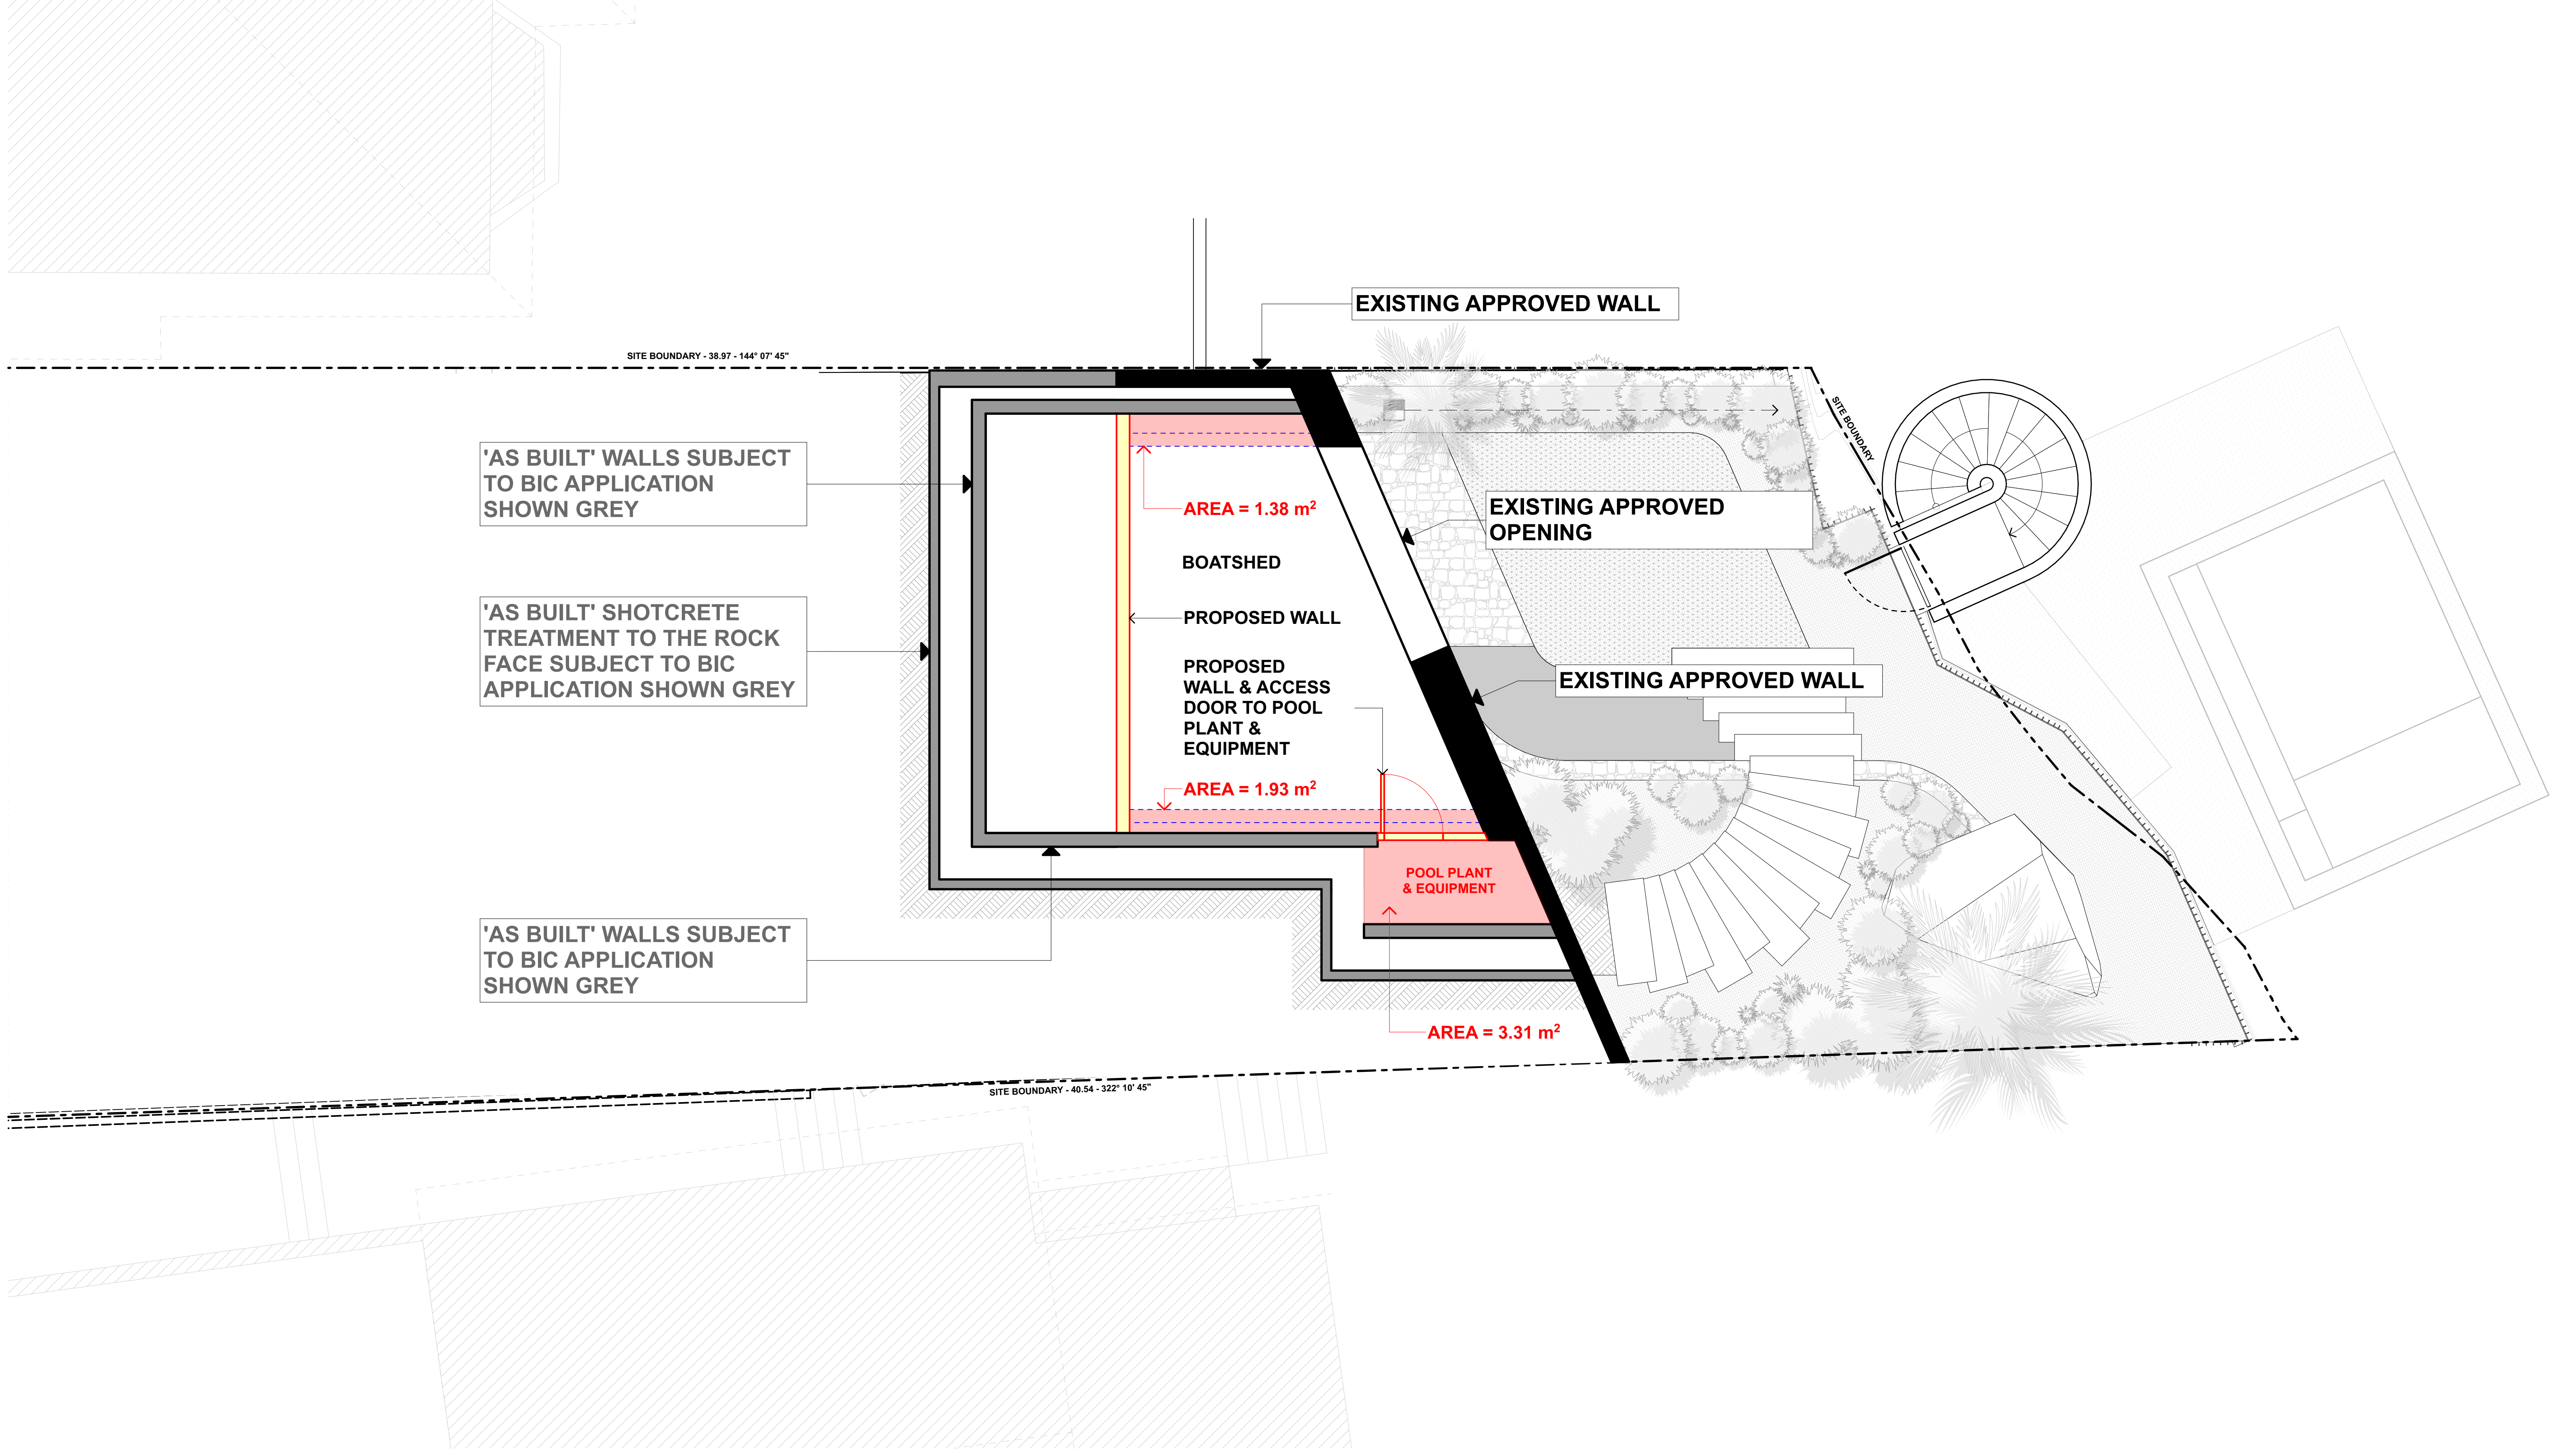 EXISTING APPROVED WALL
SITE BOUNDARY - 38.97 - 144° 07' 45"
SITE BOUNDARY
'AS BUILT' WALLS SUBJECT
TO BIC APPLICATION
SHOWN GREY
AREA = 1.38 m²
EXISTING APPROVED
OPENING
BOATSHED
'AS BUILT' SHOTCRETE
TREATMENT TO THE ROCK
FACE SUBJECT TO BIC
APPLICATION SHOWN GREY
PROPOSED WALL
PROPOSED
WALL & ACCESS
DOOR TO POOL
PLANT &
EQUIPMENT
EXISTING APPROVED WALL
AREA = 1.93 m²
POOL PLANT
& EQUIPMENT
'AS BUILT' WALLS SUBJECT
TO BIC APPLICATION
SHOWN GREY
AREA = 3.31 m²
SITE BOUNDARY - 40.54 - 322° 10' 45"